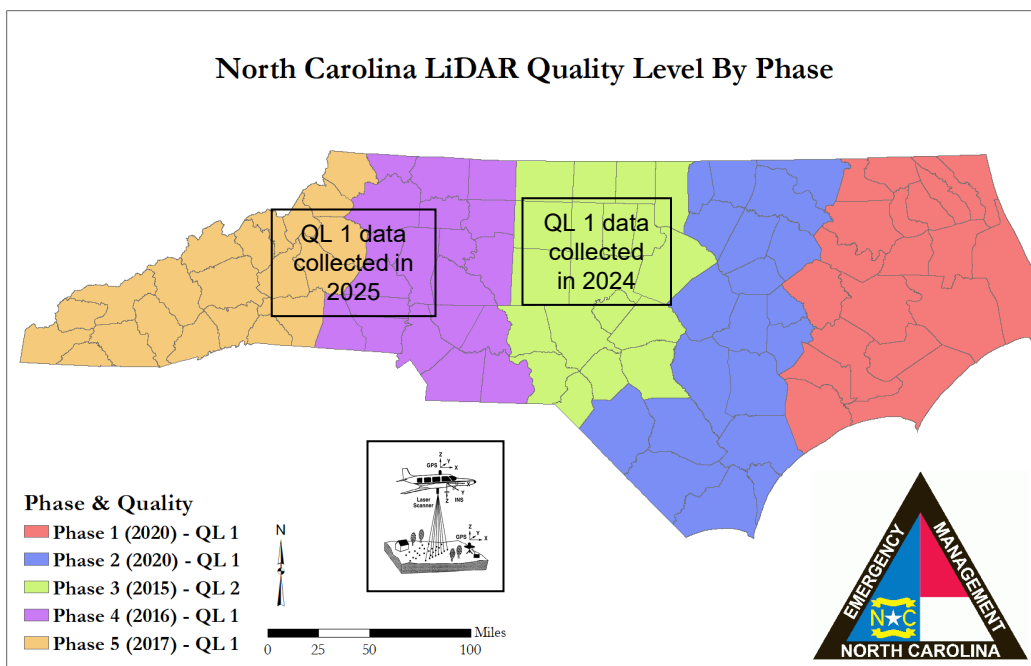 North Carolina LiDAR Quality Level By Phase
QL 1 data
collected in
2025
QL 1 data
collected
in 2024
Z
Y
GPS
X
Y
X
Laser
Scanner
Z
INS
Z
GPS
Y
X
Phase & Quality
Phase 1 (2020) - QL 1
Phase 2 (2020) - QL 1
Phase 3 (2015) - QL 2
Phase 4 (2016) - QL 1
Phase 5 (2017) - QL 1
N
Miles
0 25 50 100
EMERGENCY
MANAGEMENT
N C
NORTH CAROLINA